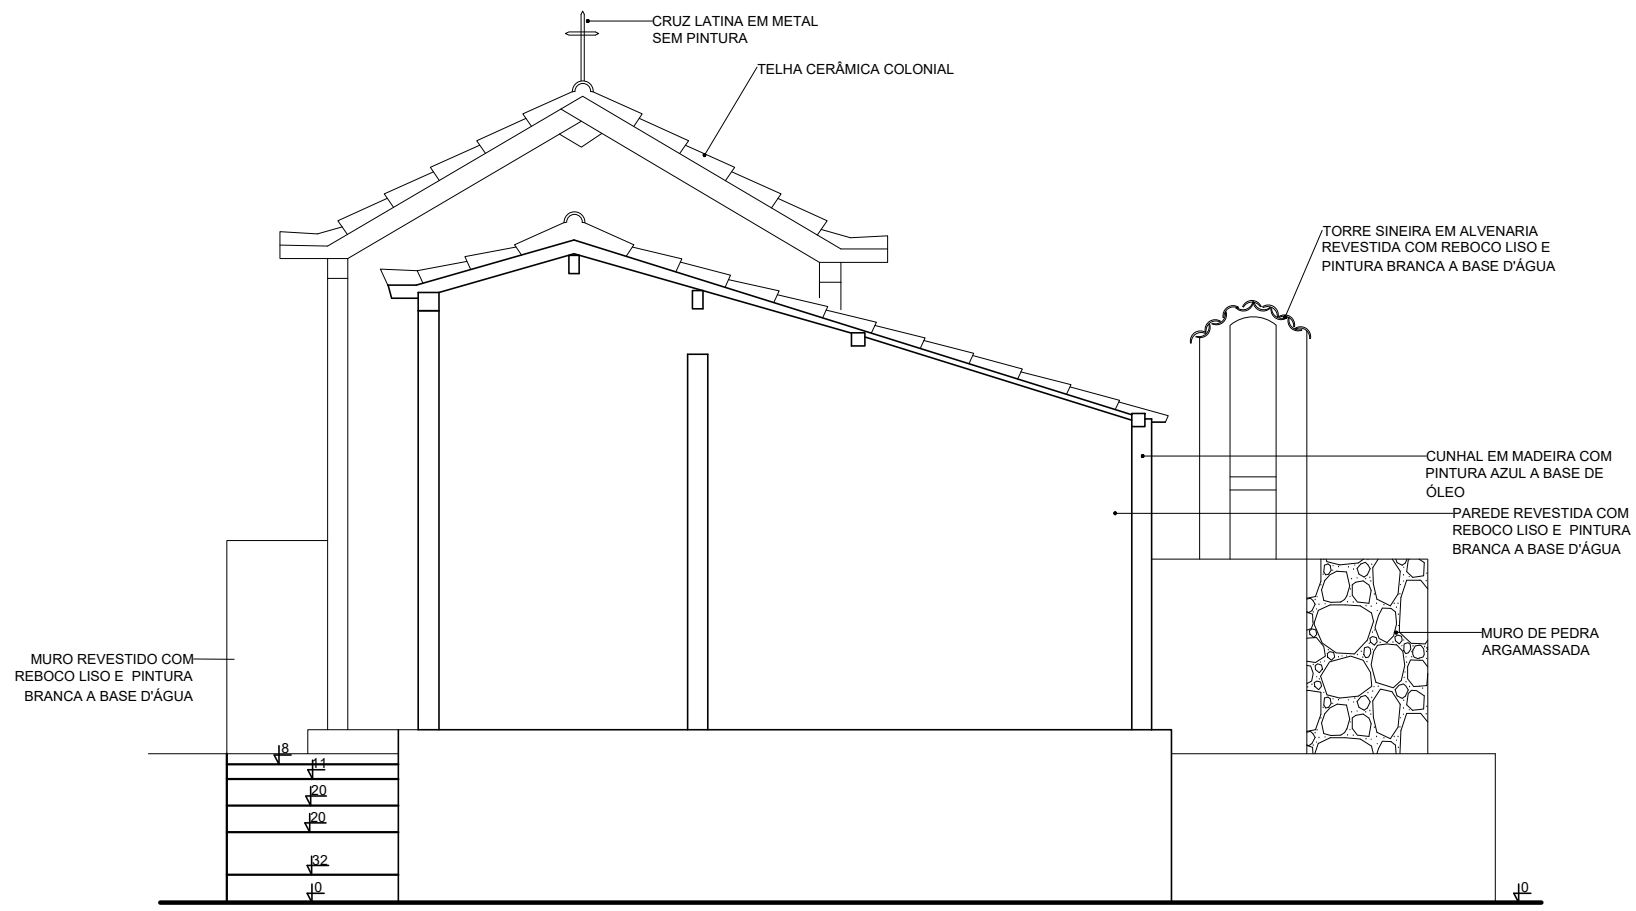 CRUZ LATINA EM METAL
SEM PINTURA
TELHA CERÂMICA COLONIAL
TORRE SINEIRA EM ALVENARIA
REVESTIDA COM REBOCO LISO E
PINTURA BRANCA A BASE D'ÁGUA
CUNHAL EM MADEIRA COM
PINTURA AZUL A BASE DE
ÓLEO
PAREDE REVESTIDA COM
REBOCO LISO E PINTURA
BRANCA A BASE D'ÁGUA
MURO DE PEDRA
ARGAMASSADA
MURO REVESTIDO COM
REBOCO LISO E PINTURA
BRANCA A BASE D'ÁGUA
8
11
20
20
32
0
0